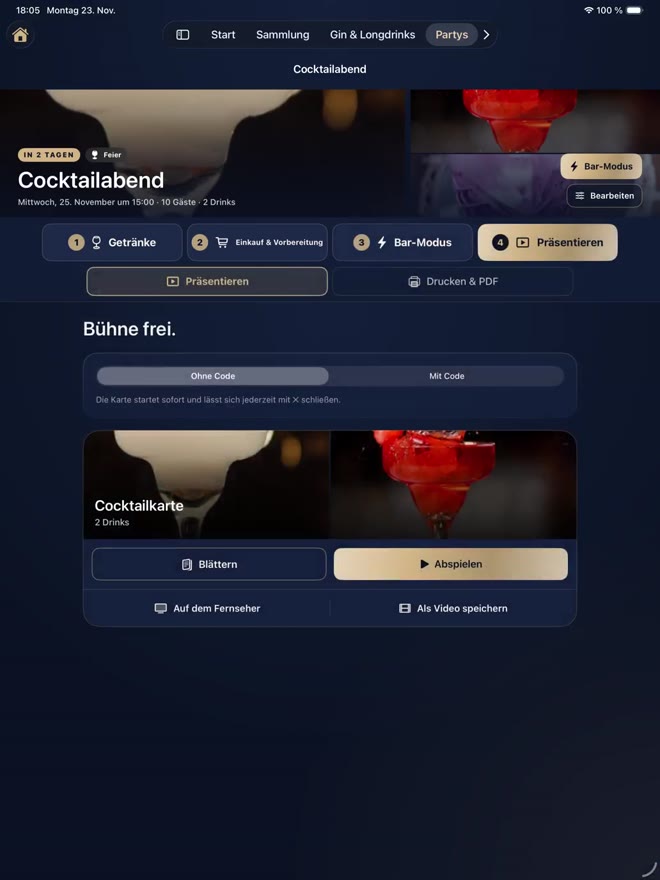 18:05 Montag 23. Nov.
100 %
Start
Sammlung
Gin & Longdrinks
Partys
Cocktailabend
IN 2 TAGEN
Feier
Cocktailabend
Mittwoch, 25. November um 15:00 · 10 Gäste · 2 Drinks
Bar-Modus
Bearbeiten
1 Getränke
2 Einkauf & Vorbereitung
3 Bar-Modus
4 Präsentieren
Präsentieren
Drucken & PDF
Bühne frei.
Ohne Code
Mit Code
Die Karte startet sofort und lässt sich jederzeit mit ✕ schließen.
Cocktailkarte
2 Drinks
Blättern
Abspielen
Auf dem Fernseher
Als Video speichern